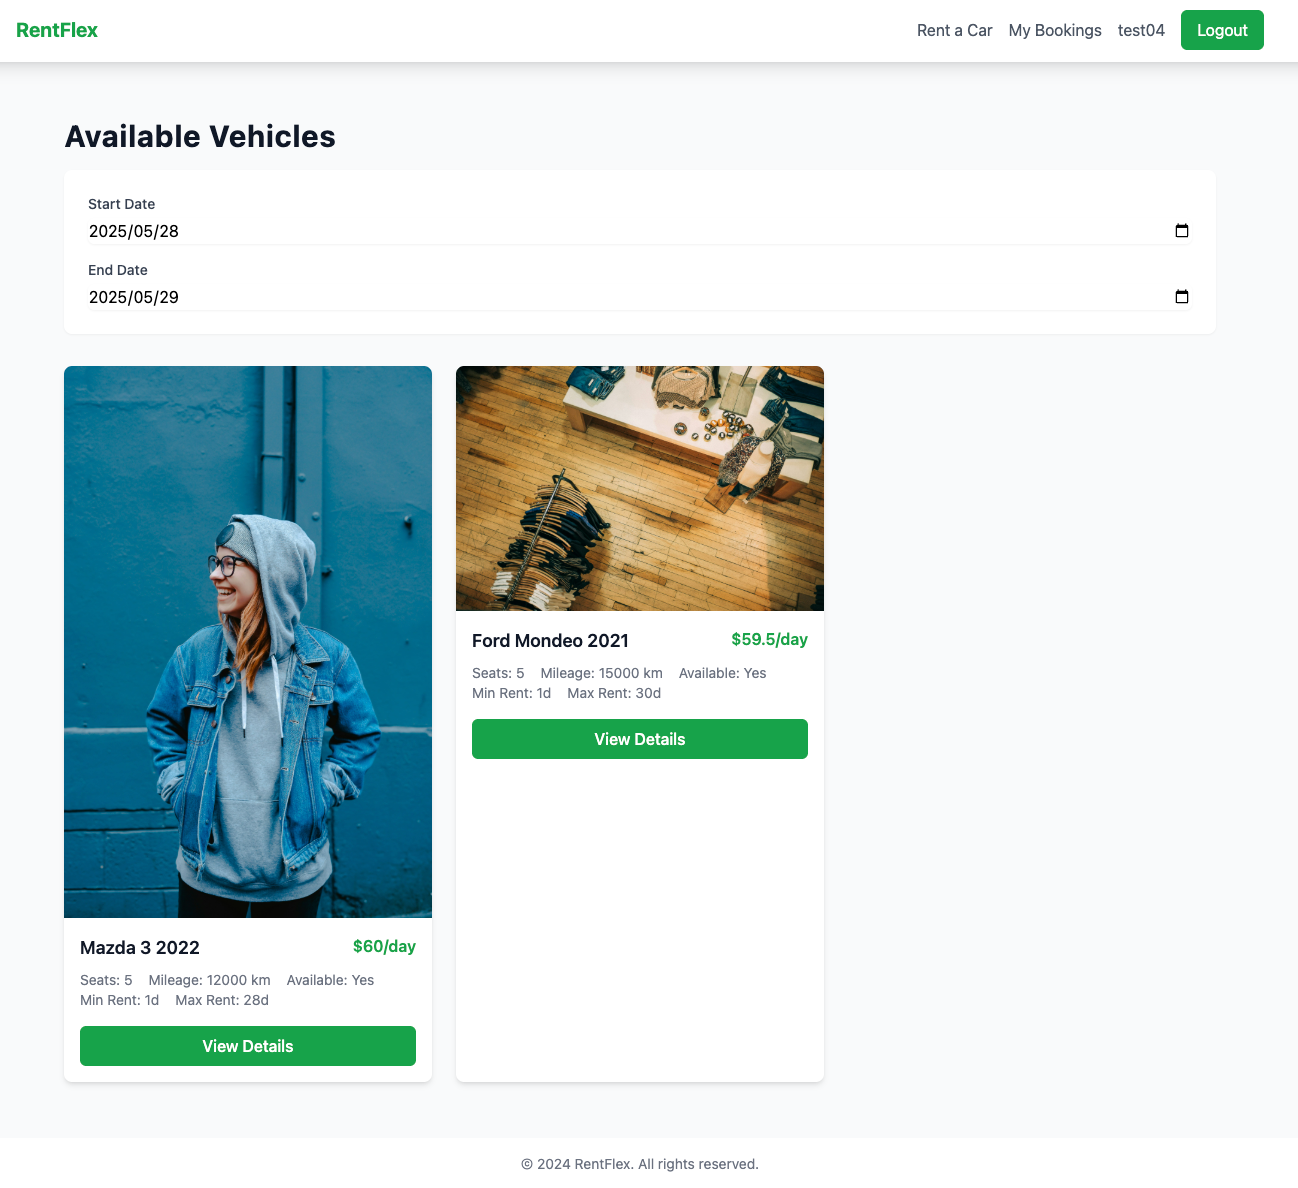 RentFlex
Rent a Car
My Bookings
test04
Logout
Available Vehicles
Start Date
2025/05/28
End Date
2025/05/29
Mazda 3 2022
$60/day
Seats: 5 Mileage: 12000 km Available: Yes
Min Rent: 1d Max Rent: 28d
View Details
Ford Mondeo 2021
$59.5/day
Seats: 5 Mileage: 15000 km Available: Yes
Min Rent: 1d Max Rent: 30d
View Details
© 2024 RentFlex. All rights reserved.